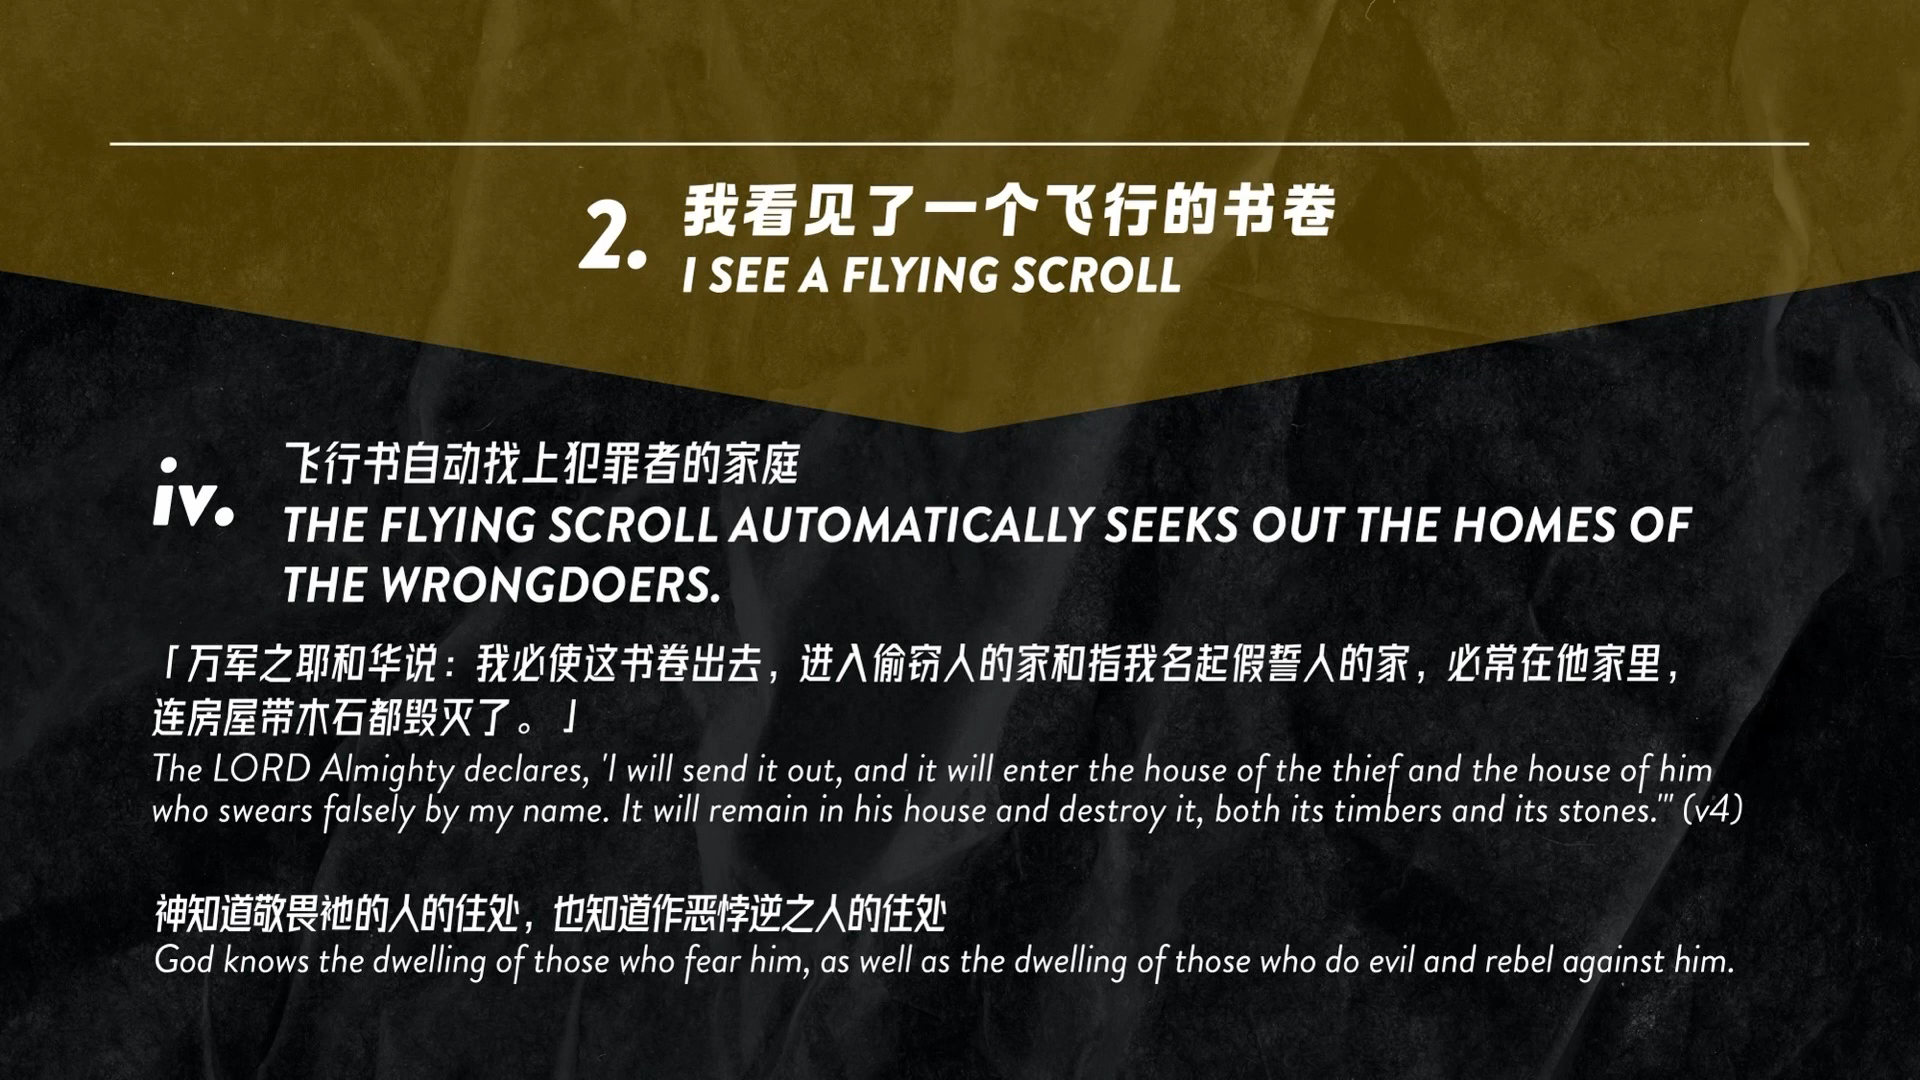 2. 我看见了一个飞行的书卷
I SEE A FLYING SCROLL
iv. 飞行书自动找上犯罪者的家庭
THE FLYING SCROLL AUTOMATICALLY SEEKS OUT THE HOMES OF
THE WRONGDOERS.
「万军之耶和华说：我必使这书卷出去，进入偷窃人的家和指我名起假誓人的家，必常在他家里，
连房屋带木石都毁灭了。」
The LORD Almighty declares, 'I will send it out, and it will enter the house of the thief and the house of him
who swears falsely by my name. It will remain in his house and destroy it, both its timbers and its stones.'" (v4)
神知道敬畏祂的人的住处，也知道作恶悖逆之人的住处
God knows the dwelling of those who fear him, as well as the dwelling of those who do evil and rebel against him.